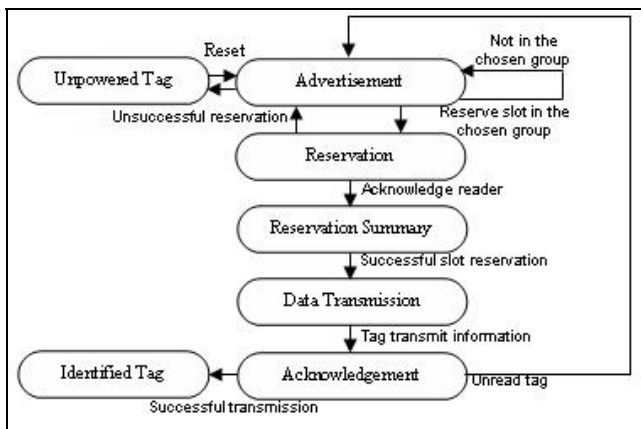 Not in the
chosen group
Reset
Unpowered Tag
Advertisement
Unsuccessful reservation
Reserve slot in the
chosen group
Reservation
Acknowledge reader
Reservation Summary
Successful slot reservation
Data Transmission
Tag transmit information
Identified Tag
Acknowledgement
Unread tag
Successful transmission